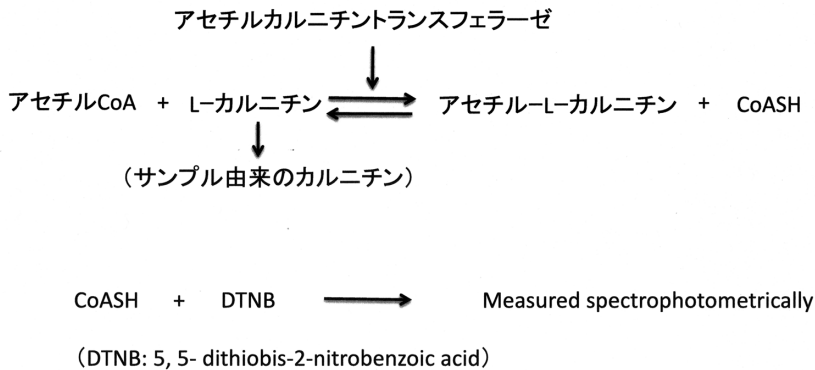 アセチルカルニチントランスフェラーゼ
アセチルCoA + L−カルニチン アセチル−L−カルニチン + CoASH
（サンプル由来のカルニチン）
CoASH + DTNB Measured spectrophotometrically
（DTNB: 5, 5- dithiobis-2-nitrobenzoic acid）